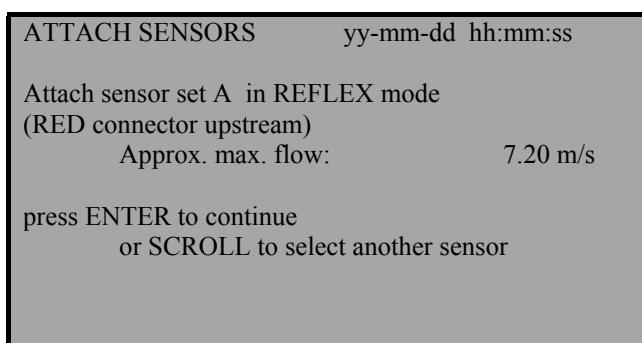 ATTACH SENSORS yy-mm-dd hh:mm:ss
Attach sensor set A in REFLEX mode
(RED connector upstream)
Approx. max. flow: 7.20 m/s
press ENTER to continue
or SCROLL to select another sensor